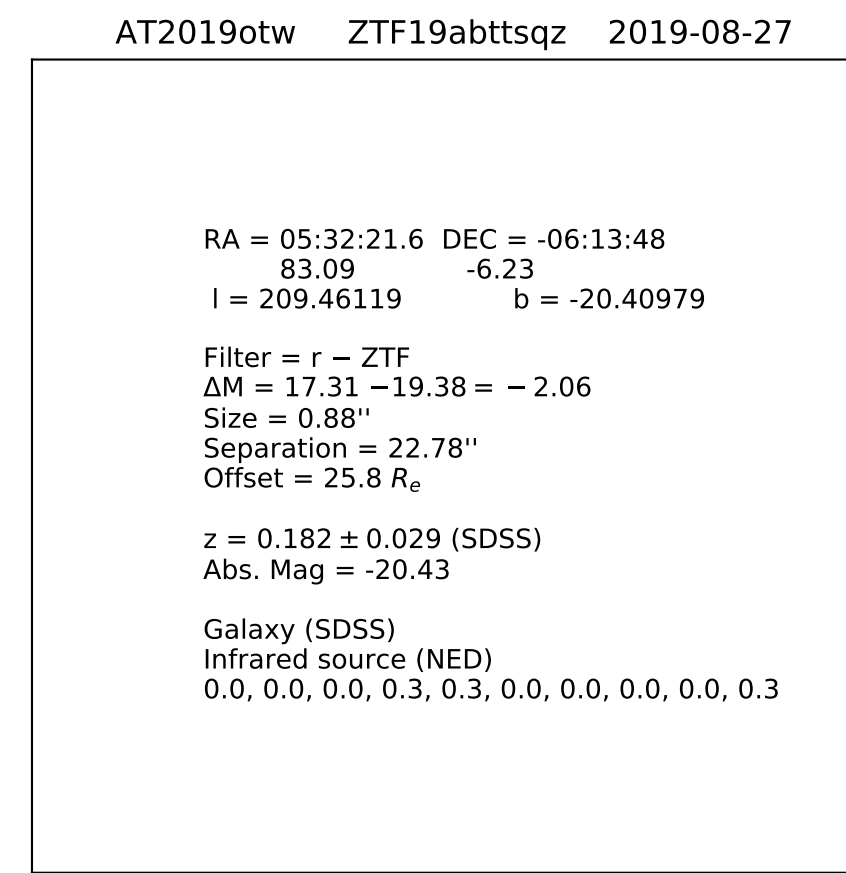 AT2019otw ZTF19abttsqz 2019-08-27
RA = 05:32:21.6 DEC = -06:13:48
83.09 -6.23
l = 209.46119 b = -20.40979
Filter = r − ZTF
ΔM = 17.31 −19.38 = − 2.06
Size = 0.88''
Separation = 22.78''
Offset = 25.8 Re
z = 0.182 ± 0.029 (SDSS)
Abs. Mag = -20.43
Galaxy (SDSS)
Infrared source (NED)
0.0, 0.0, 0.0, 0.3, 0.3, 0.0, 0.0, 0.0, 0.0, 0.3